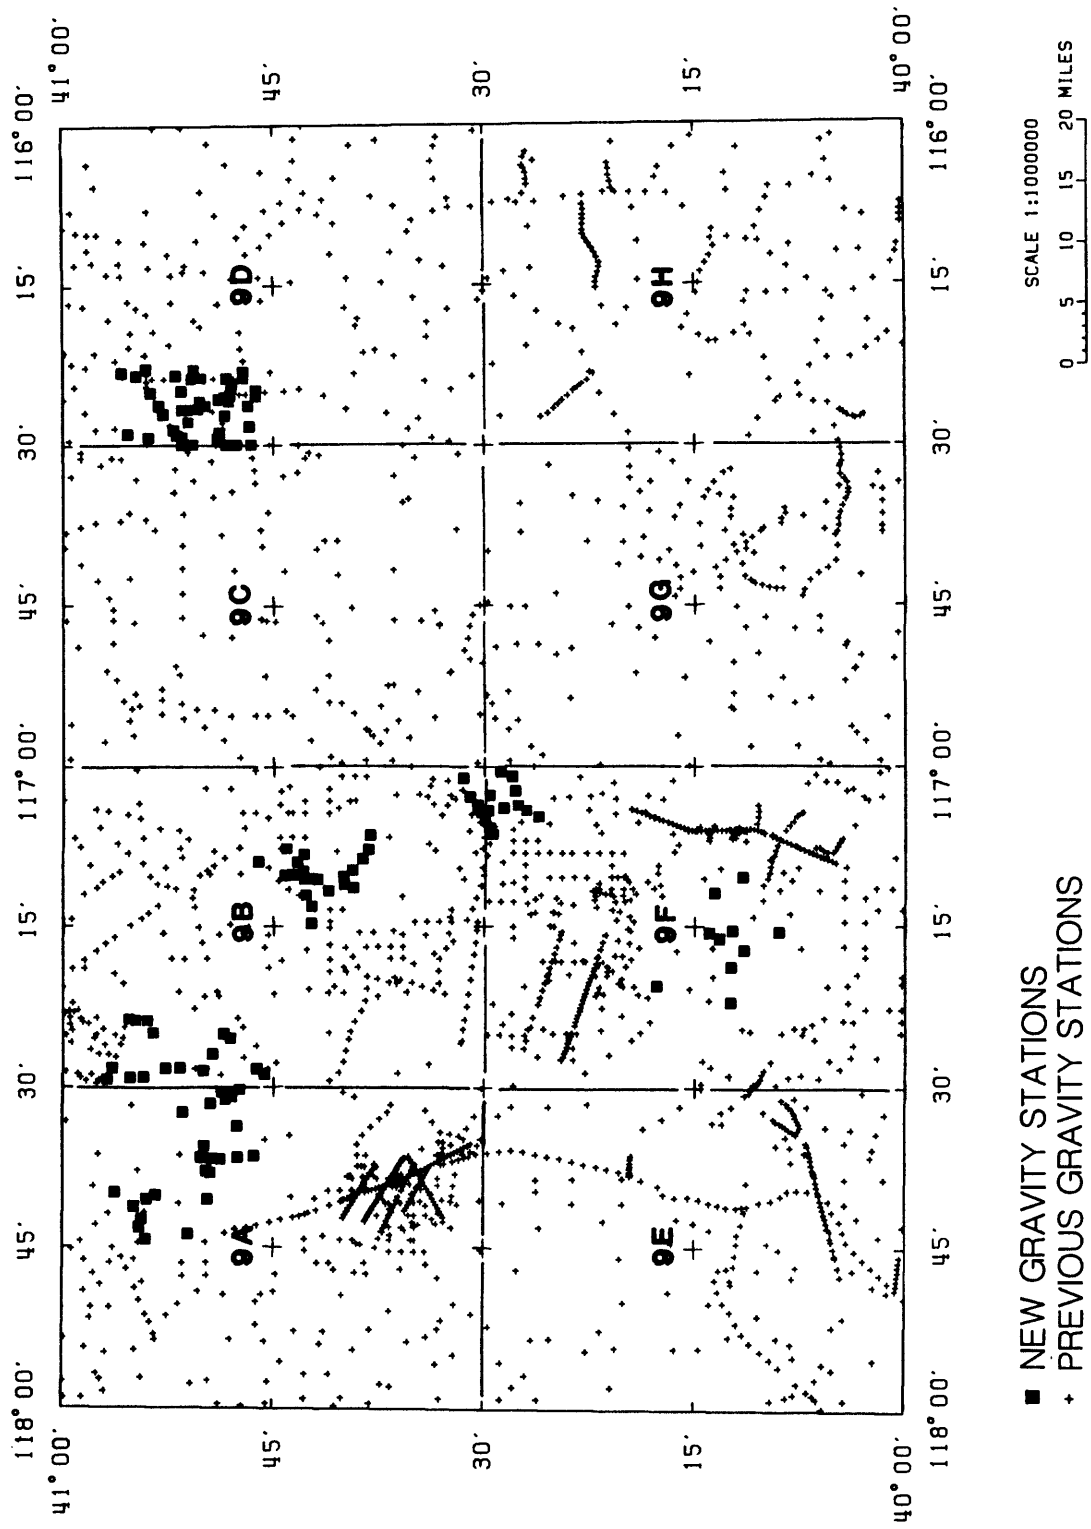 118° 00′ 45′ 30′ 15′ 117° 00′ 45′ 30′ 15′ 116° 00′
41° 00′ 41° 00′
9A 9B 9C 9D
45′ 45′
30′ 30′
9E 9F 9G 9H
15′ 15′
40° 00′ 40° 00′
118° 00′ 45′ 30′ 15′ 117° 00′ 45′ 30′ 15′ 116° 00′
■ NEW GRAVITY STATIONS
+ PREVIOUS GRAVITY STATIONS
SCALE 1:1000000
0 5 10 15 20 MILES